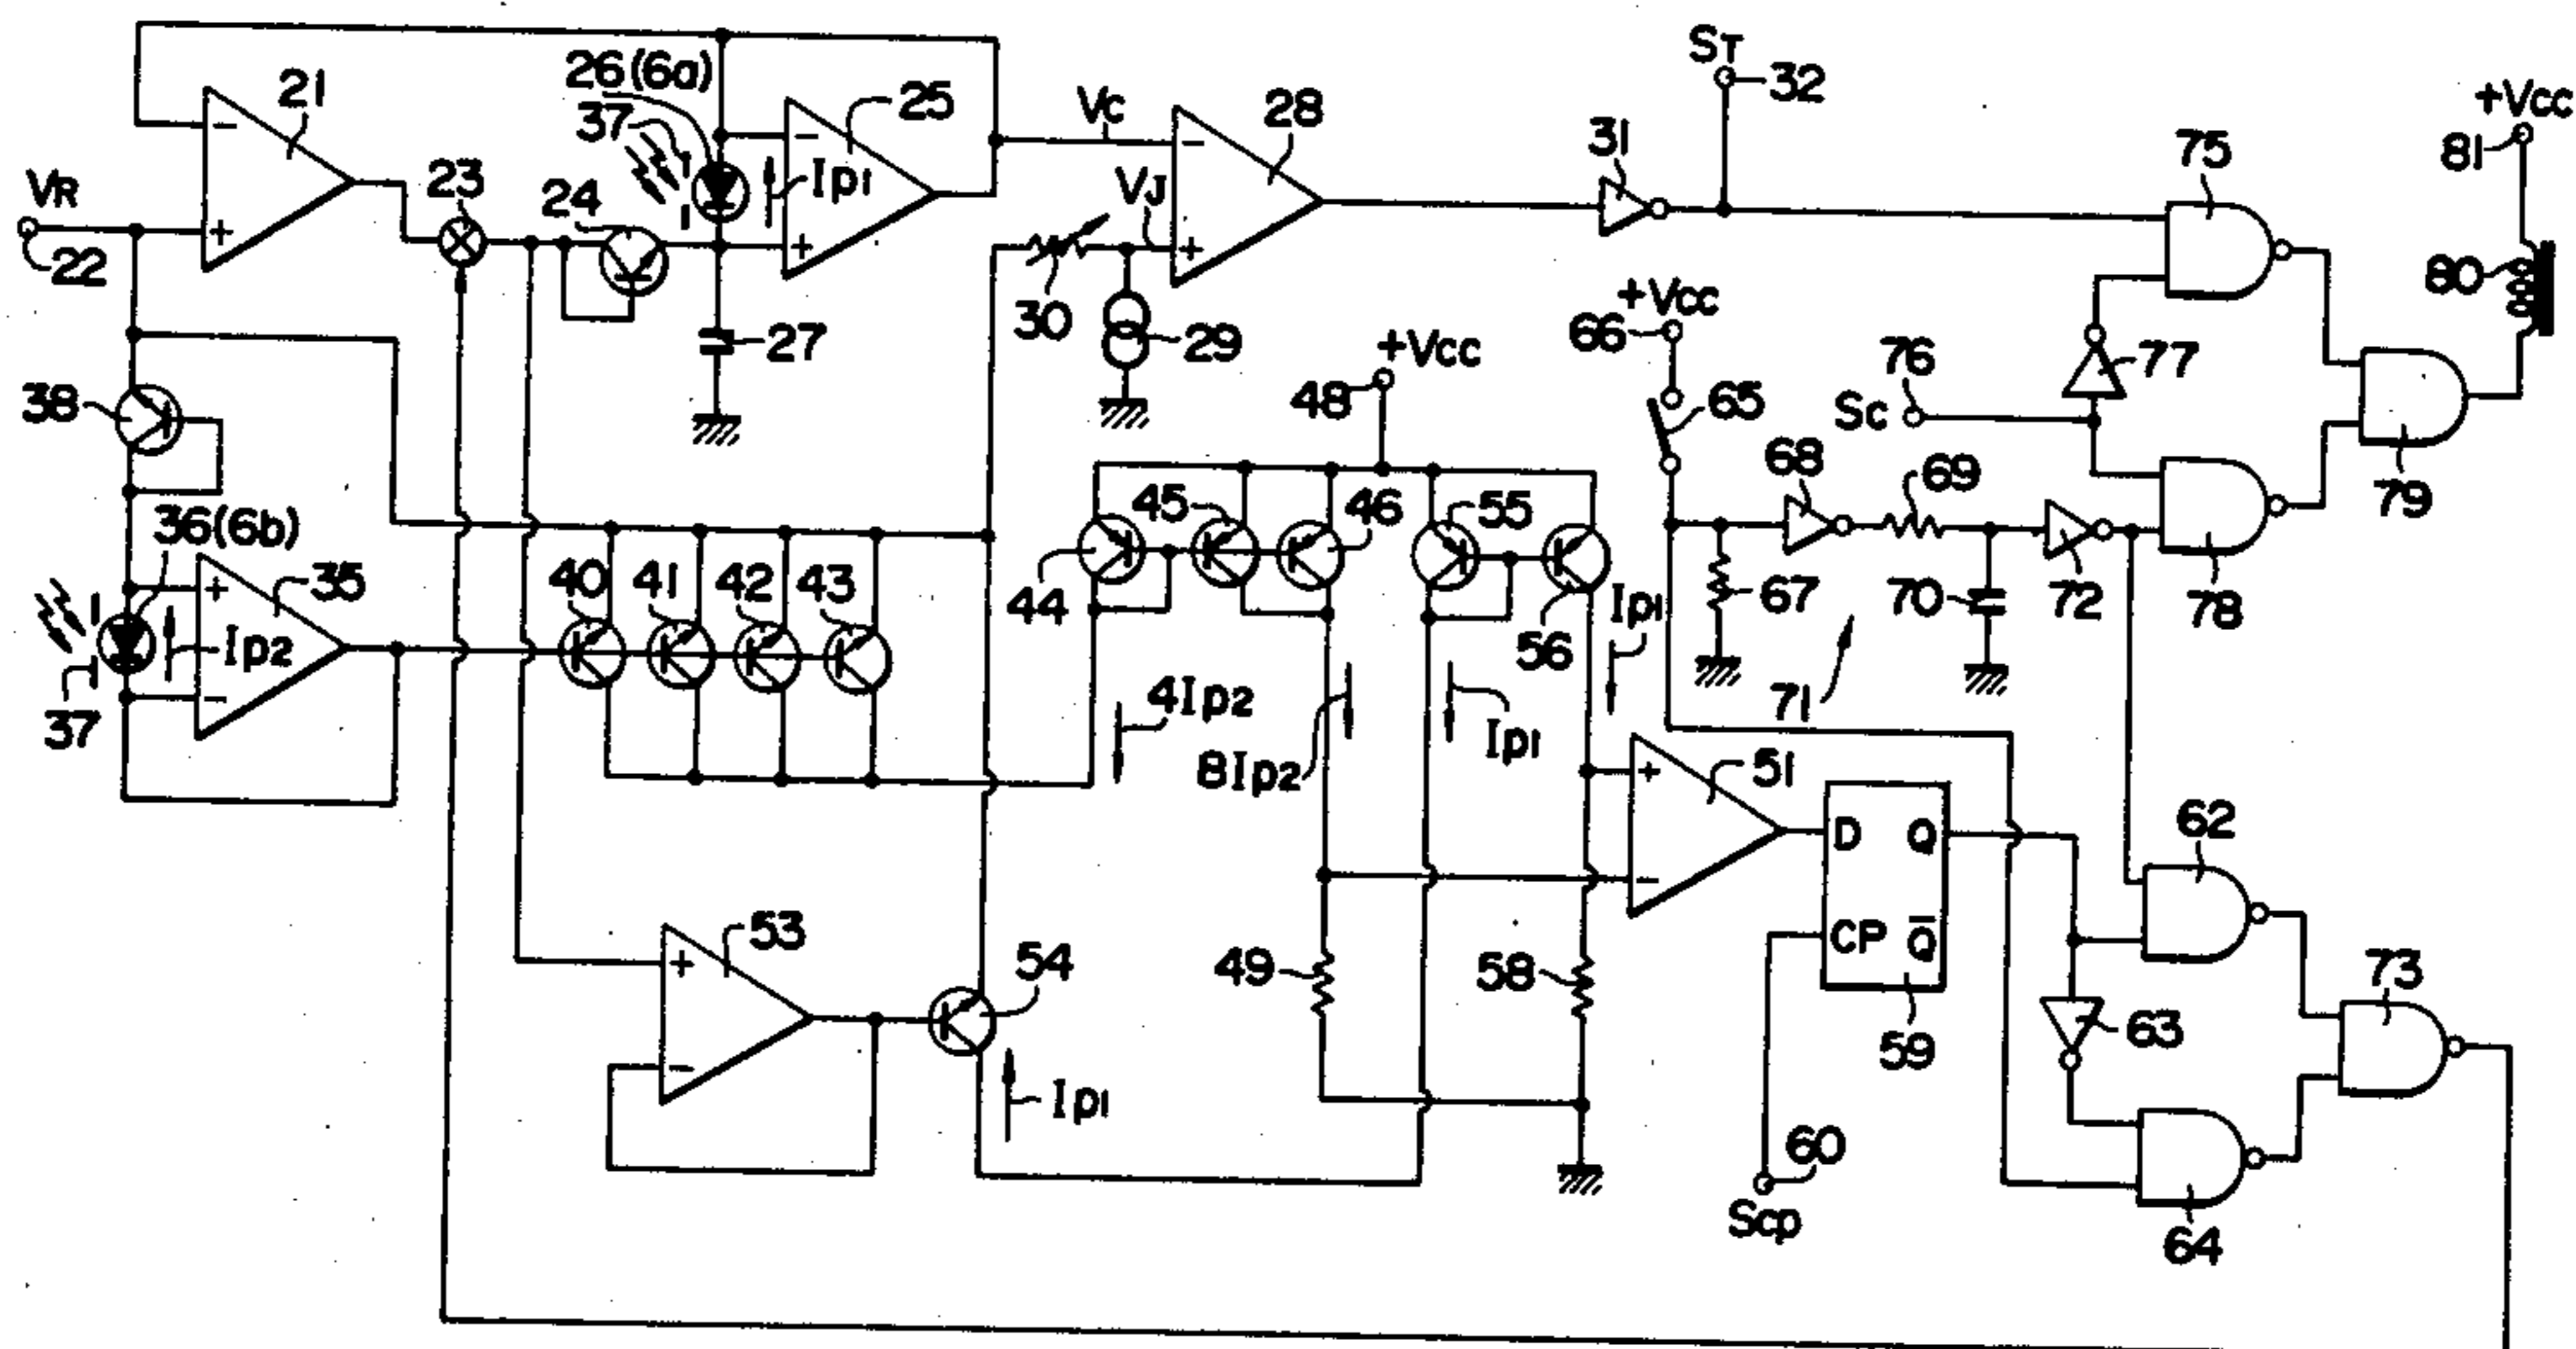 ST
32
+Vcc
81
26(6a)
21
37
25
Vc
28
31
75
VR
23
24
Ip1
VJ
22
30
80
27
29
+Vcc
66
+Vcc
48
76
77
Sc
65
38
79
36(6b)
45
46
55
68
69
35
40
41
42
43
44
56
Ip1
67
70
72
78
Ip2
37
4Ip2
8Ip2
Ip1
71
51
D
Q
62
53
54
49
58
CP
Q̅
59
63
73
Ip1
60
Scp
64
+
-
+
-
+
-
+
-
+
-
+
-